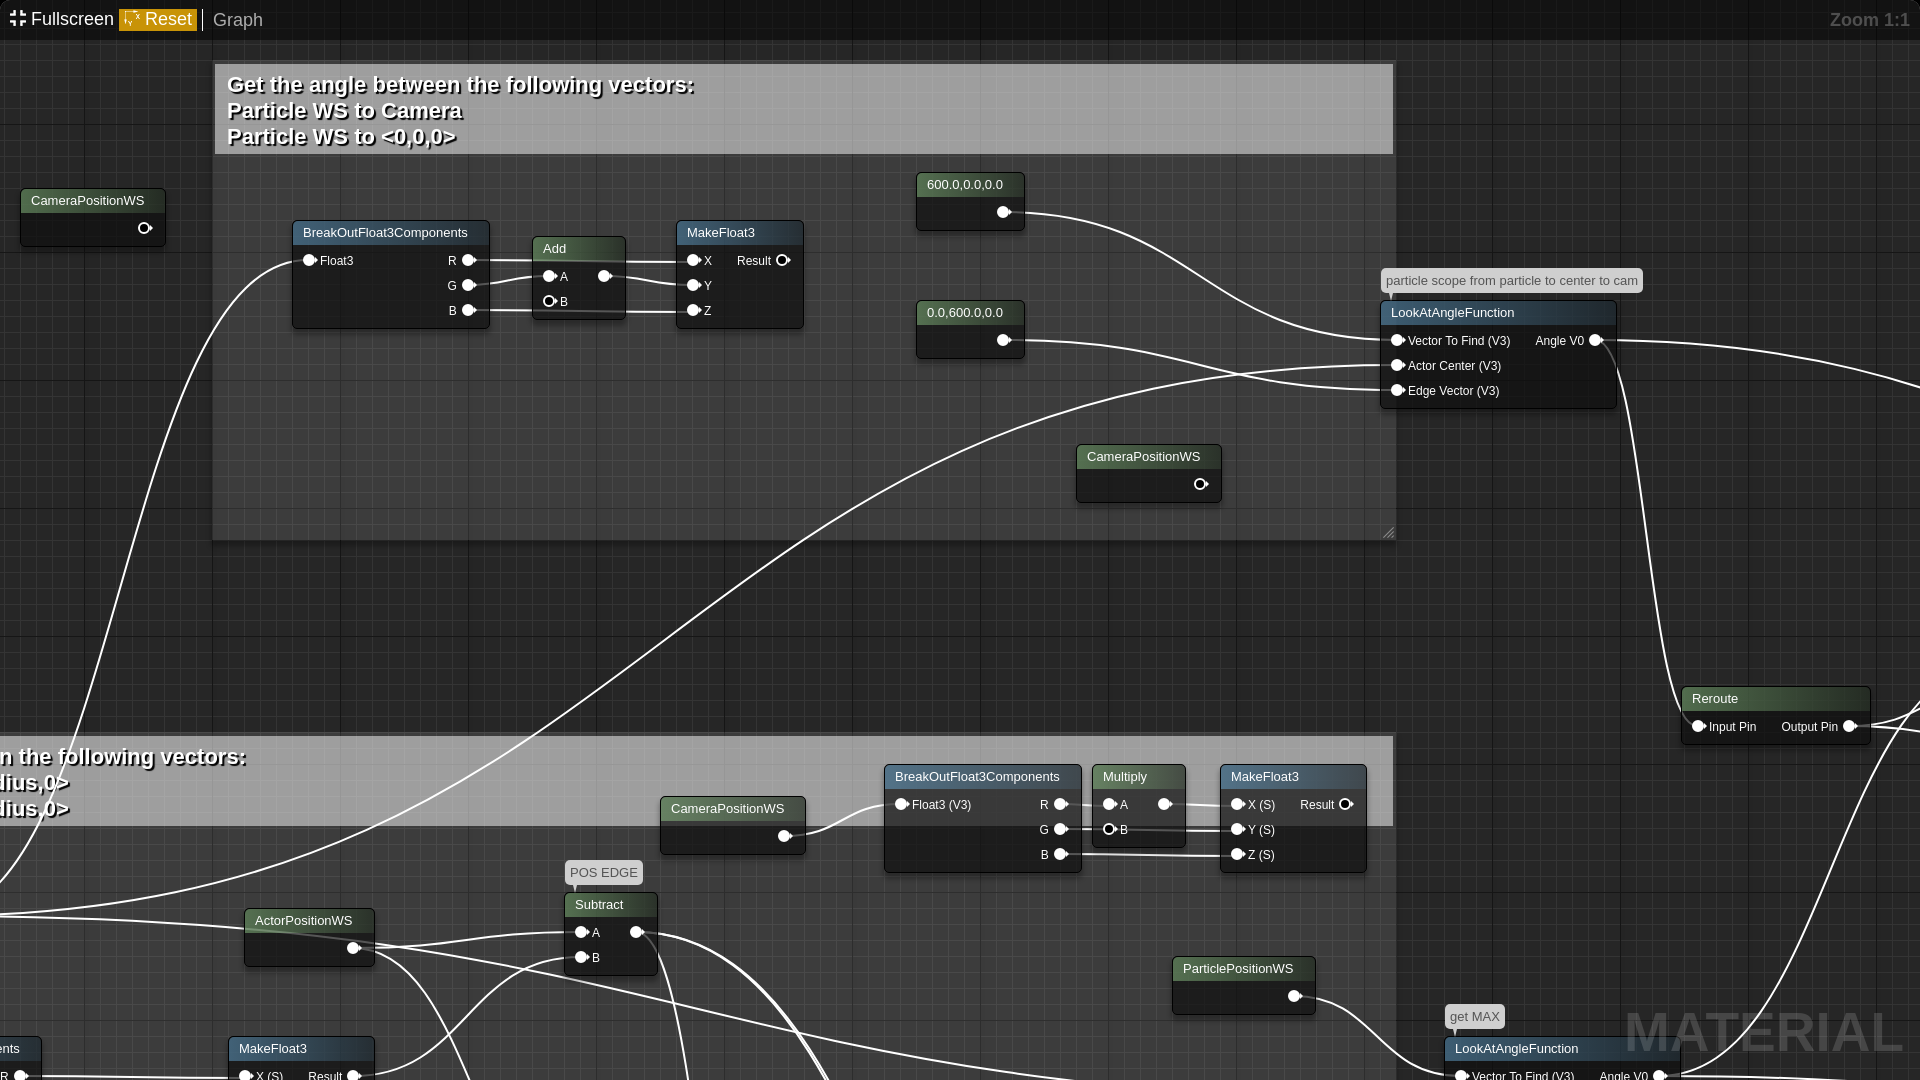 Fullscreen Reset Graph Zoom 1:1
Get the angle between the following vectors:
Particle WS to Camera
Particle WS to <0,0,0>
CameraPositionWS
BreakOutFloat3Components
Float3 R
G
B
Add
A
B
MakeFloat3
X Result
Y
Z
600.0,0.0,0.0
0.0,600.0,0.0
particle scope from particle to center to cam
LookAtAngleFunction
Vector To Find (V3) Angle V0
Actor Center (V3)
Edge Vector (V3)
CameraPositionWS
Reroute
Input Pin Output Pin
n the following vectors:
dius,0>
dius,0>
CameraPositionWS
BreakOutFloat3Components
Float3 (V3) R
G
B
Multiply
A
B
MakeFloat3
X (S) Result
Y (S)
Z (S)
POS EDGE
Subtract
A
B
ActorPositionWS
ParticlePositionWS
get MAX
LookAtAngleFunction
Vector To Find (V3) Angle V0
MATERIAL
ents
R
MakeFloat3
X (S) Result